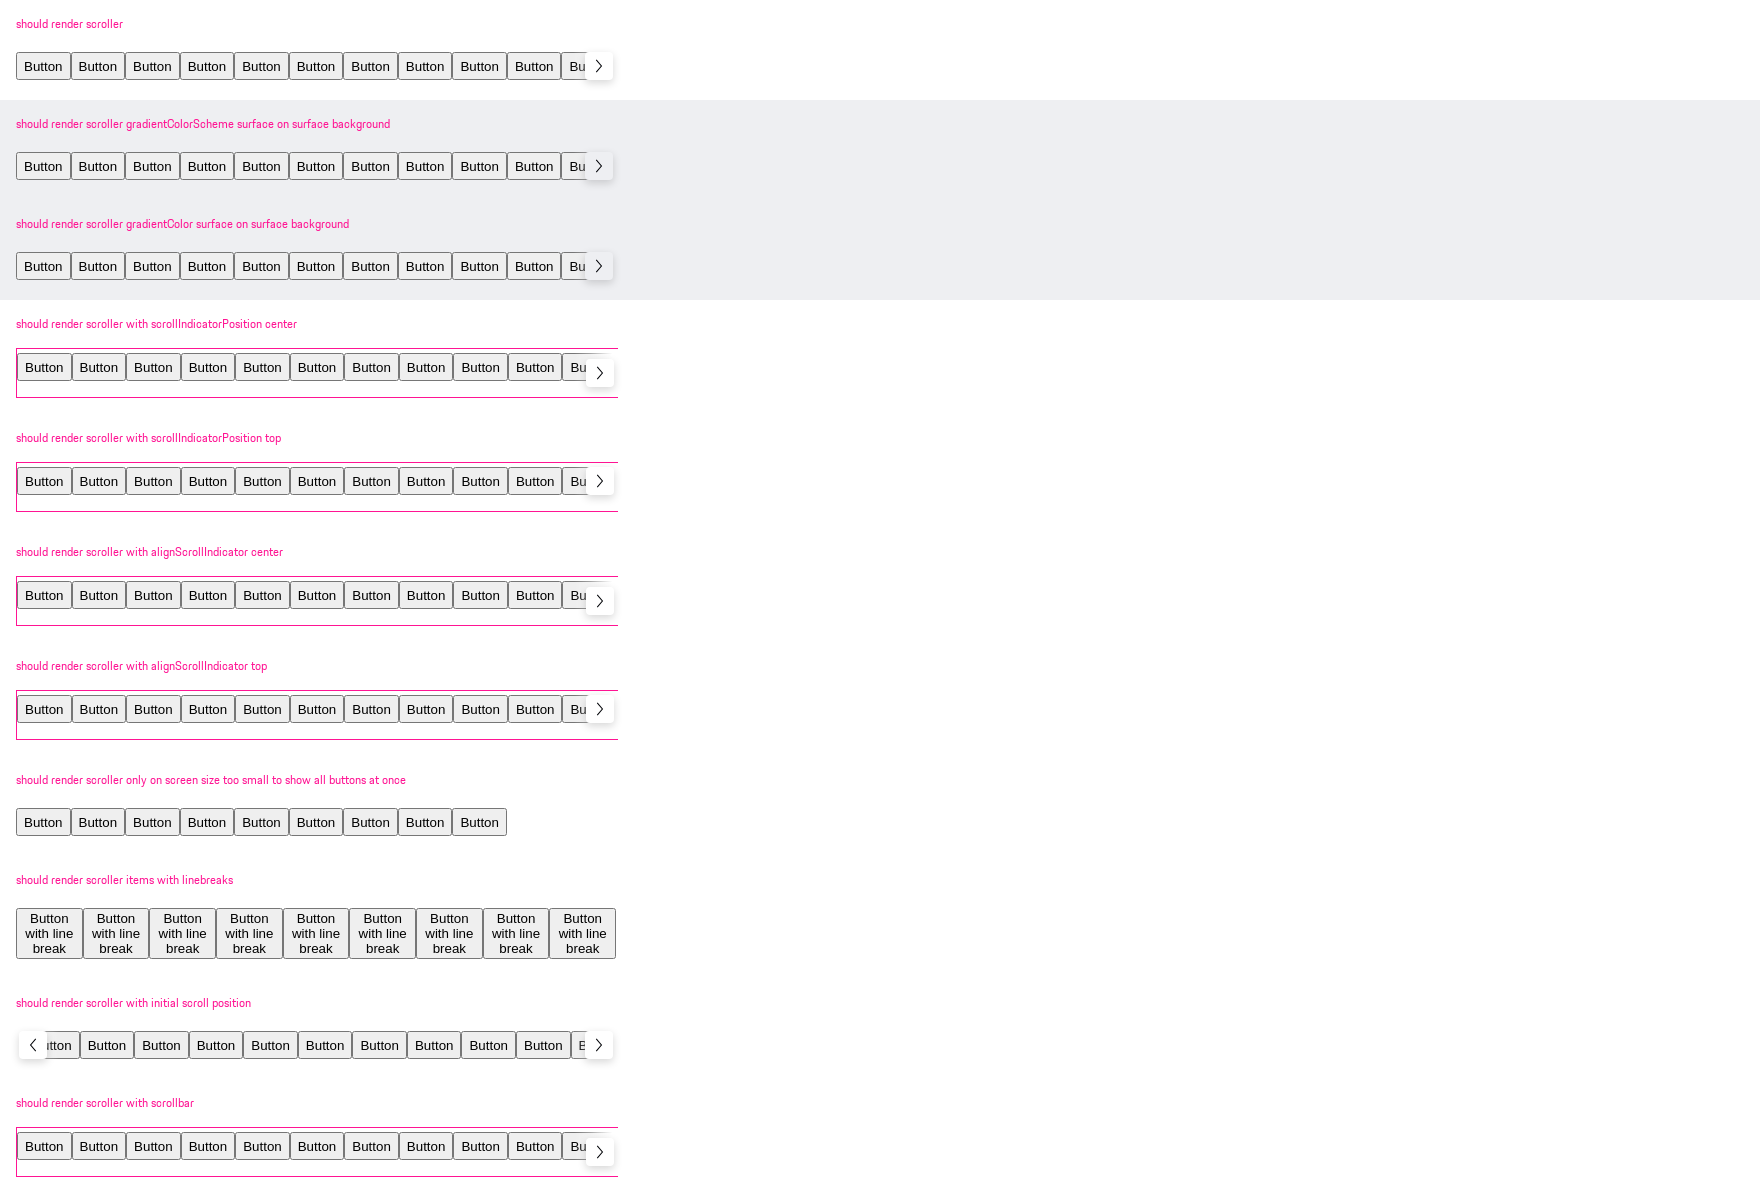 should render scroller
Button Button Button Button Button Button Button Button Button Button Bu
should render scroller gradientColorScheme surface on surface background
Button Button Button Button Button Button Button Button Button Button Bu
should render scroller gradientColor surface on surface background
Button Button Button Button Button Button Button Button Button Button Bu
should render scroller with scrollIndicatorPosition center
Button Button Button Button Button Button Button Button Button Button Bu
should render scroller with scrollIndicatorPosition top
Button Button Button Button Button Button Button Button Button Button Bu
should render scroller with alignScrollIndicator center
Button Button Button Button Button Button Button Button Button Button Bu
should render scroller with alignScrollIndicator top
Button Button Button Button Button Button Button Button Button Button Bu
should render scroller only on screen size too small to show all buttons at once
Button Button Button Button Button Button Button Button Button
should render scroller items with linebreaks
Button Button Button Button Button Button Button Button Button
with line with line with line with line with line with line with line with line with line
break break break break break break break break break
should render scroller with initial scroll position
utton Button Button Button Button Button Button Button Button Button B
should render scroller with scrollbar
Button Button Button Button Button Button Button Button Button Button Bu